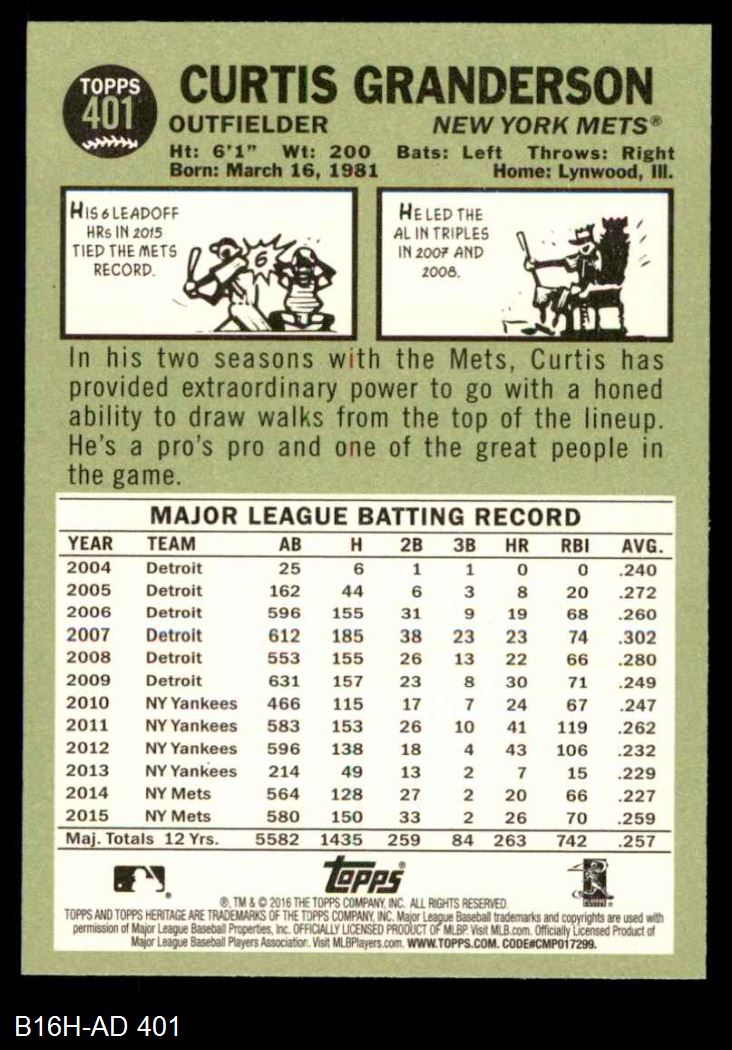 TOPPS
401
CURTIS GRANDERSON
OUTFIELDER NEW YORK METS®
Ht: 6'1" Wt: 200 Bats: Left Throws: Right
Born: March 16, 1981 Home: Lynwood, Ill.
HIS 6 LEADOFF
HRs IN 2015
TIED THE METS
RECORD.
6
HE LED THE
AL IN TRIPLES
IN 2007 AND
2008.
In his two seasons with the Mets, Curtis has
provided extraordinary power to go with a honed
ability to draw walks from the top of the lineup.
He's a pro's pro and one of the great people in
the game.
MAJOR LEAGUE BATTING RECORD
YEAR TEAM AB H 2B 3B HR RBI AVG.
2004 Detroit 25 6 1 1 0 0 .240
2005 Detroit 162 44 6 3 8 20 .272
2006 Detroit 596 155 31 9 19 68 .260
2007 Detroit 612 185 38 23 23 74 .302
2008 Detroit 553 155 26 13 22 66 .280
2009 Detroit 631 157 23 8 30 71 .249
2010 NY Yankees 466 115 17 7 24 67 .247
2011 NY Yankees 583 153 26 10 41 119 .262
2012 NY Yankees 596 138 18 4 43 106 .232
2013 NY Yankees 214 49 13 2 7 15 .229
2014 NY Mets 564 128 27 2 20 66 .227
2015 NY Mets 580 150 33 2 26 70 .259
Maj. Totals 12 Yrs. 5582 1435 259 84 263 742 .257
Topps®
®, TM & © 2016 THE TOPPS COMPANY, INC. ALL RIGHTS RESERVED.
TOPPS AND TOPPS HERITAGE ARE TRADEMARKS OF THE TOPPS COMPANY, INC. Major League Baseball trademarks and copyrights are used with
permission of Major League Baseball Properties, Inc. OFFICIALLY LICENSED PRODUCT OF MLBP. Visit MLB.com. Officially Licensed Product of
Major League Baseball Players Association. Visit MLBPlayers.com. WWW.TOPPS.COM. CODE#CMP017299.
B16H-AD 401